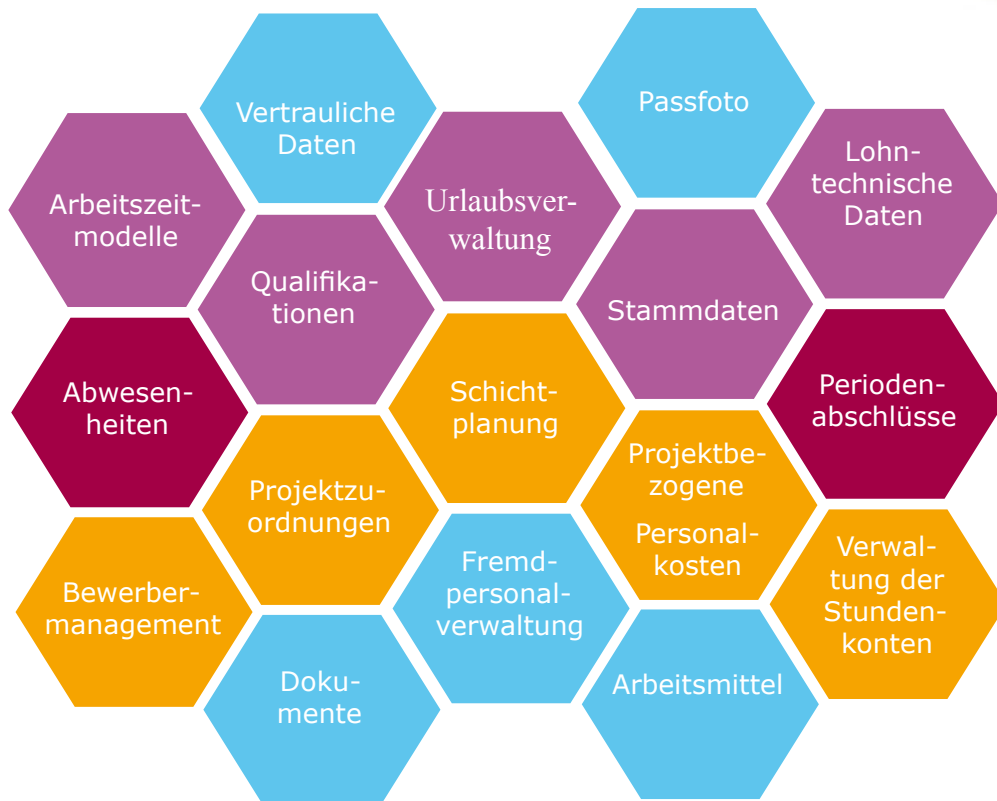 Vertrauliche
Daten
Passfoto
Arbeitszeit-
modelle
Urlaubsver-
waltung
Lohn-
technische
Daten
Qualifika-
tionen
Stammdaten
Abwesen-
heiten
Schicht-
planung
Perioden-
abschlüsse
Projektzu-
ordnungen
Projektbe-
zogene
Personal-
kosten
Bewerber-
management
Fremd-
personal-
verwaltung
Verwal-
tung der
Stunden-
konten
Doku-
mente
Arbeitsmittel